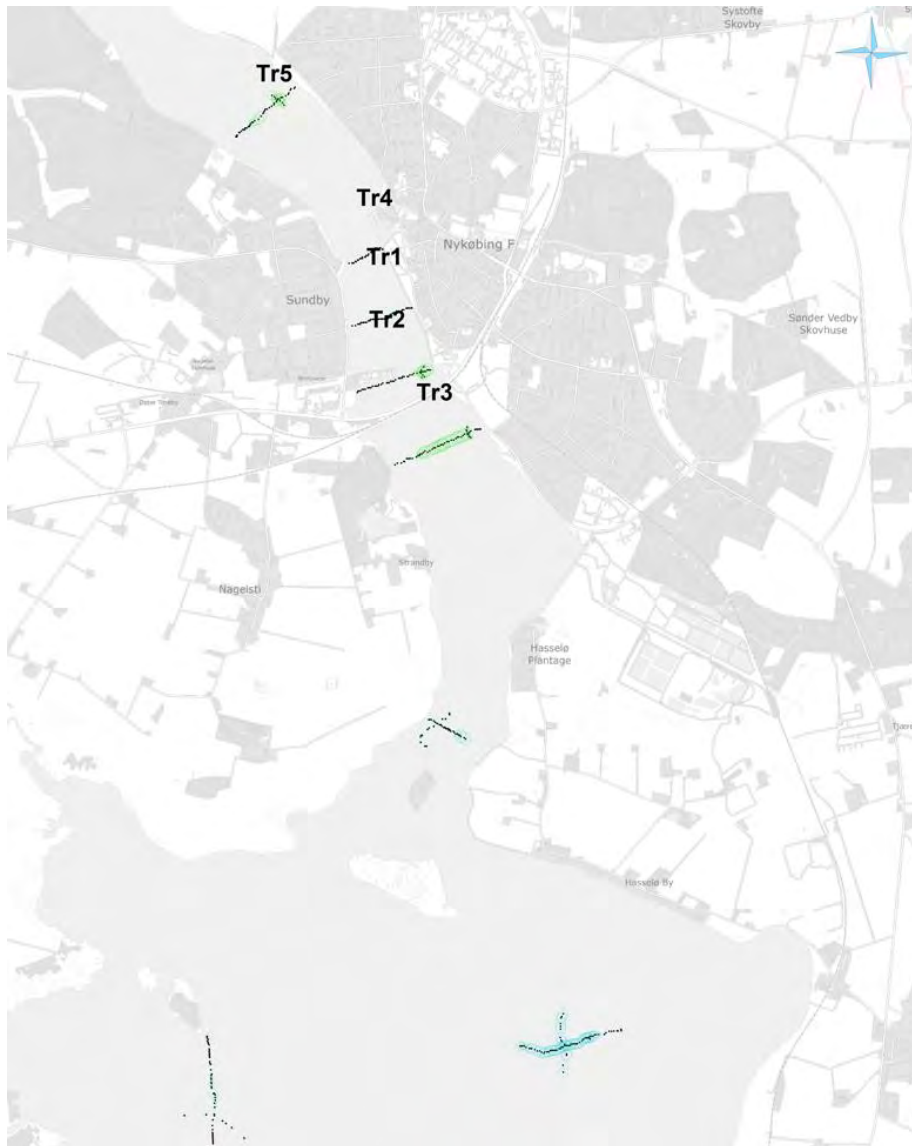 Systofte
Skovby
Tr5
Tr4
Nykøbing F
Tr1
Sundby
Tr2
Sønder Vedby
Skovhuse
Tr3
Strandby
Nagelsti
Hasselø
Plantage
Hasselø By